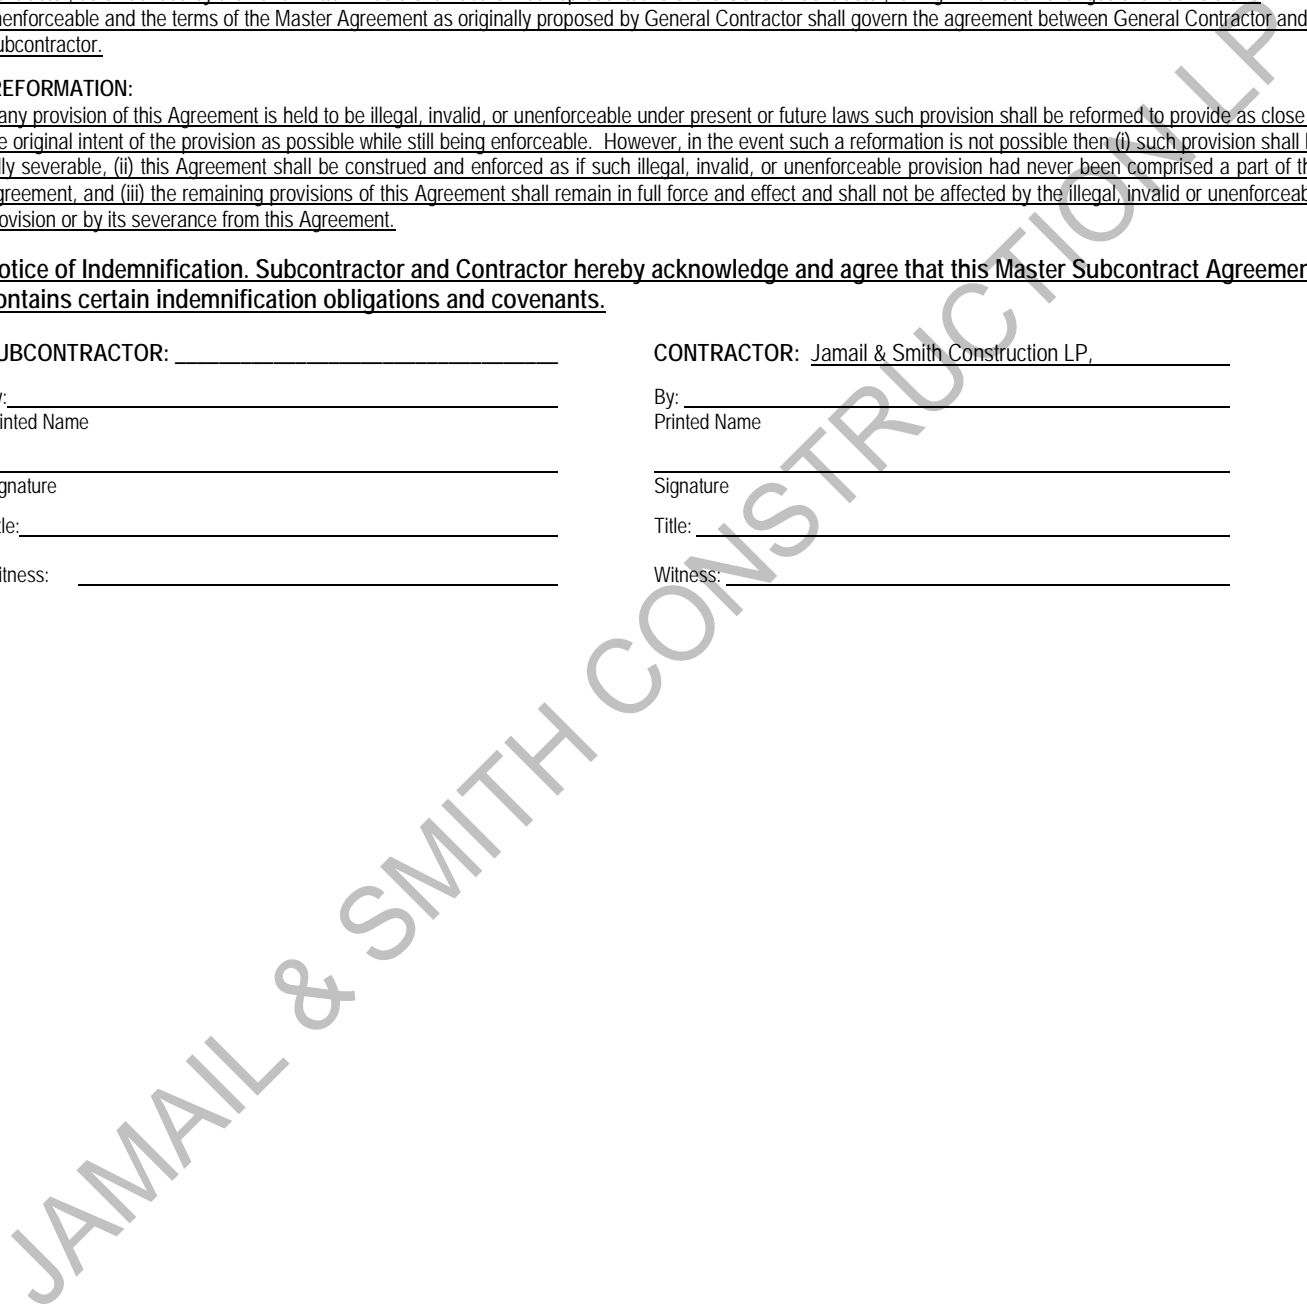 enforceable and the terms of the Master Agreement as originally proposed by General Contractor shall govern the agreement between General Contractor and
ubcontractor.
REFORMATION:
any provision of this Agreement is held to be illegal, invalid, or unenforceable under present or future laws such provision shall be reformed to provide as close
e original intent of the provision as possible while still being enforceable. However, in the event such a reformation is not possible then (i) such provision shall
lly severable, (ii) this Agreement shall be construed and enforced as if such illegal, invalid, or unenforceable provision had never been comprised a part of th
greement, and (iii) the remaining provisions of this Agreement shall remain in full force and effect and shall not be affected by the illegal, invalid or unenforceab
ovision or by its severance from this Agreement.
otice of Indemnification. Subcontractor and Contractor hereby acknowledge and agree that this Master Subcontract Agreemen
ontains certain indemnification obligations and covenants.
UBCONTRACTOR: ________________________________ CONTRACTOR: Jamail & Smith Construction LP,
y: By:
inted Name Printed Name
gnature Signature
tle: Title:
itness: Witness:
JAMAIL & SMITH CONSTRUCTION LP